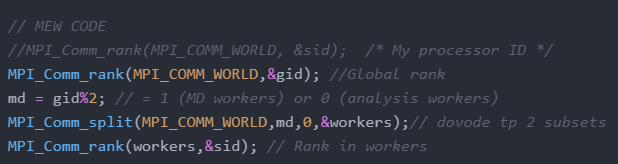 // MEW CODE
//MPI_Comm_rank(MPI_COMM_WORLD, &sid);  /* My processor ID */
MPI_Comm_rank(MPI_COMM_WORLD,&gid); //Global rank
md = gid%2; // = 1 (MD workers) or 0 (analysis workers)
MPI_Comm_split(MPI_COMM_WORLD,md,0,&workers);// dovode tp 2 subsets
MPI_Comm_rank(workers,&sid); // Rank in workers